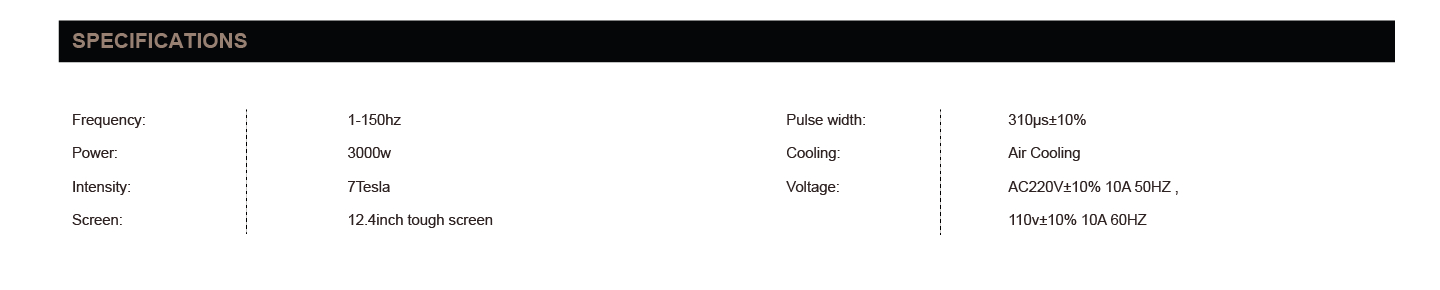 SPECIFICATIONS
Frequency: 1-150hz
Power: 3000w
Intensity: 7Tesla
Screen: 12.4inch tough screen
Pulse width: 310μs±10%
Cooling: Air Cooling
Voltage: AC220V±10% 10A 50HZ ,
110v±10% 10A 60HZ